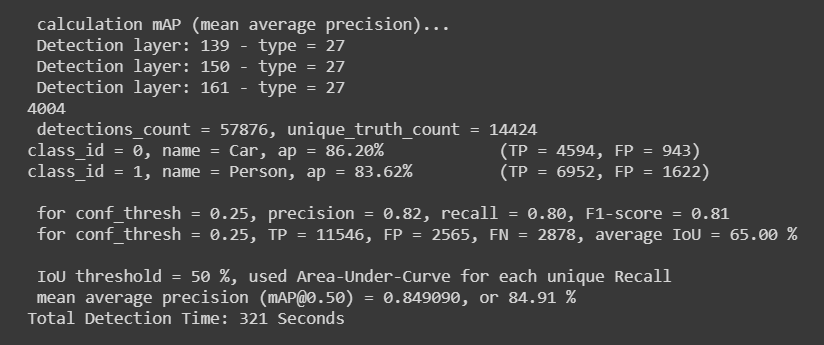 calculation mAP (mean average precision)...
Detection layer: 139 - type = 27
Detection layer: 150 - type = 27
Detection layer: 161 - type = 27
4004
detections_count = 57876, unique_truth_count = 14424
class_id = 0, name = Car, ap = 86.20% (TP = 4594, FP = 943)
class_id = 1, name = Person, ap = 83.62% (TP = 6952, FP = 1622)
for conf_thresh = 0.25, precision = 0.82, recall = 0.80, F1-score = 0.81
for conf_thresh = 0.25, TP = 11546, FP = 2565, FN = 2878, average IoU = 65.00 %
IoU threshold = 50 %, used Area-Under-Curve for each unique Recall
mean average precision (mAP@0.50) = 0.849090, or 84.91 %
Total Detection Time: 321 Seconds